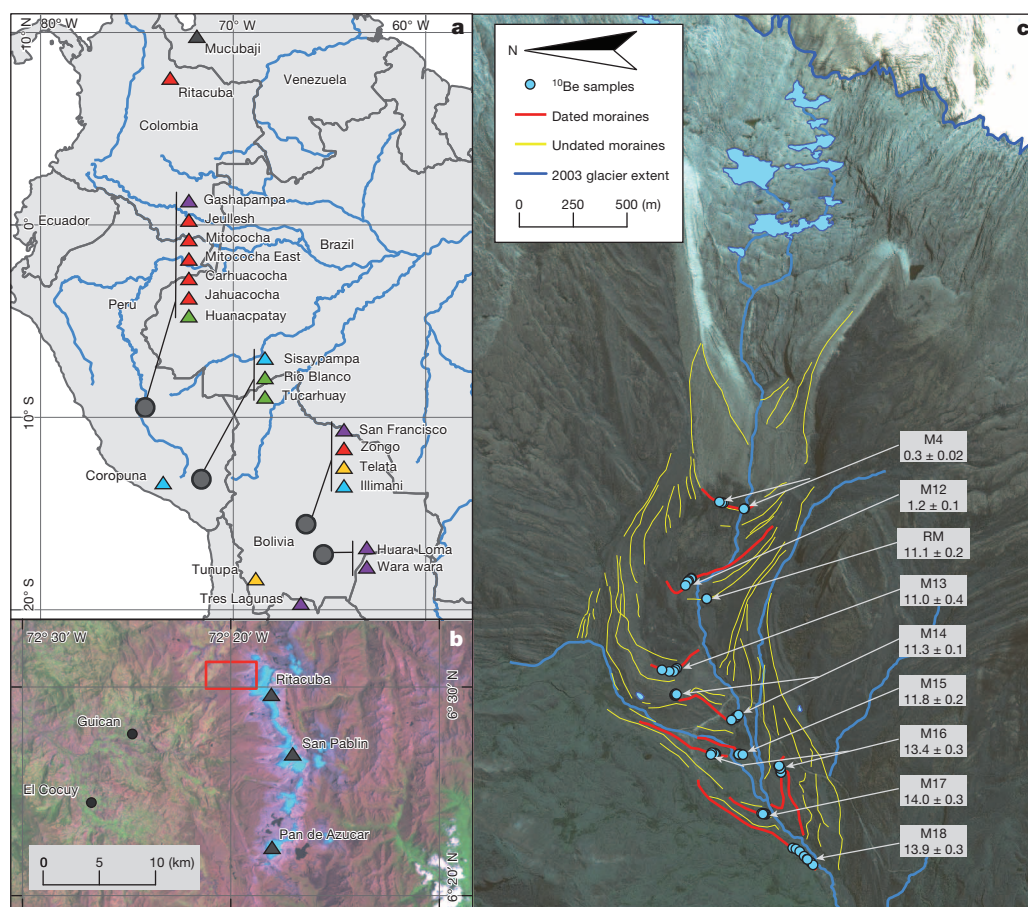 80° W
70° W
60° W
a
10° N
Mucubaji
Ritacuba
Venezuela
Colombia
Gashapampa
Ecuador
0°
Jeullesh
Mitococha
Mitococha East
Brazil
Carhuacocha
Jahuacocha
Peru
Huanacpatay
Sisaypampa
Rio Blanco
Tucarhuay
10° S
San Francisco
Zongo
Coropuna
Telata
Illimani
Bolivia
Huara Loma
Tunupa
Wara wara
Tres Lagunas
20° S
72° 30' W
72° 20' W
b
Ritacuba
6° 30' N
Guican
San Pablin
El Cocuy
Pan de Azucar
0 5 10 (km)
6° 20' N
c
N
10Be samples
Dated moraines
Undated moraines
2003 glacier extent
0 250 500 (m)
M4
0.3 ± 0.02
M12
1.2 ± 0.1
RM
11.1 ± 0.2
M13
11.0 ± 0.4
M14
11.3 ± 0.1
M15
11.8 ± 0.2
M16
13.4 ± 0.3
M17
14.0 ± 0.3
M18
13.9 ± 0.3